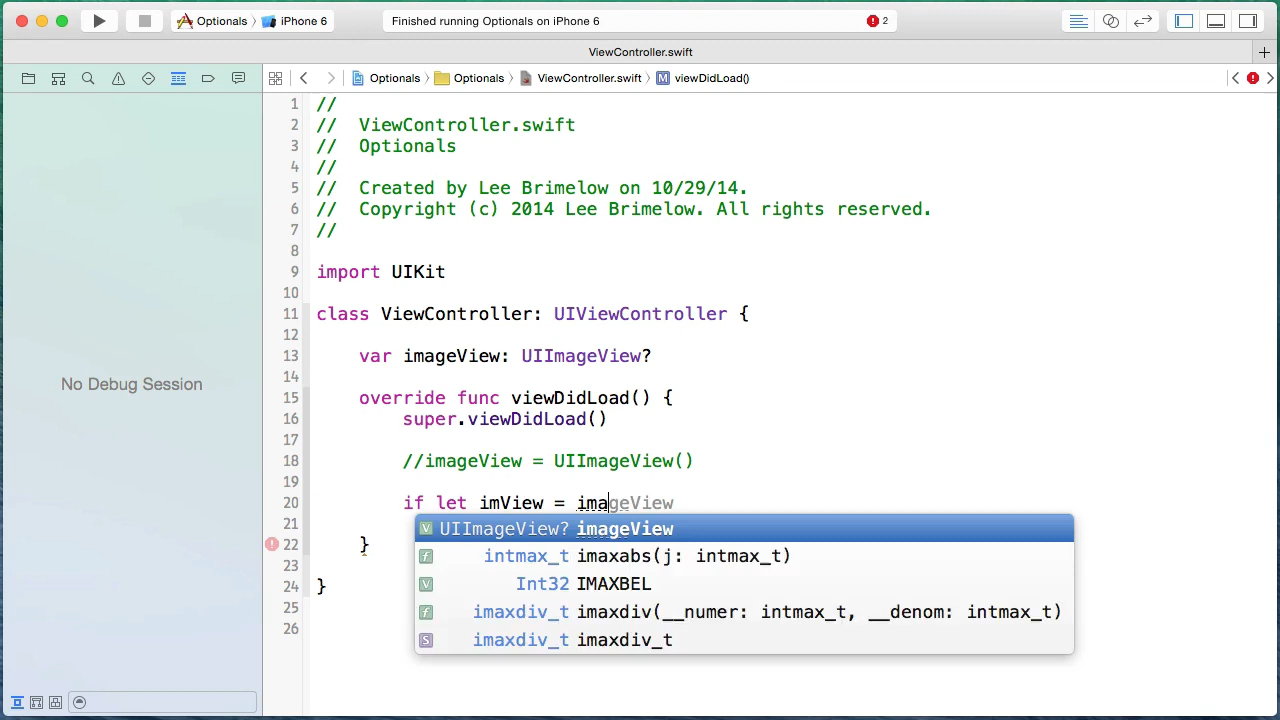 Optionals iPhone 6
Finished running Optionals on iPhone 6
2
ViewController.swift
Optionals Optionals ViewController.swift M viewDidLoad()
No Debug Session
1 //
2 // ViewController.swift
3 // Optionals
4 //
5 // Created by Lee Brimelow on 10/29/14.
6 // Copyright (c) 2014 Lee Brimelow. All rights reserved.
7 //
8
9 import UIKit
10
11 class ViewController: UIViewController {
12
13 var imageView: UIImageView?
14
15 override func viewDidLoad() {
16 super.viewDidLoad()
17
18 //imageView = UIImageView()
19
20 if let imView = imageView
21
22 }
23
24 }
25
26
V UIImageView? imageView
f intmax_t imaxabs(j: intmax_t)
V Int32 IMAXBEL
f imaxdiv_t imaxdiv(__numer: intmax_t, __denom: intmax_t)
S imaxdiv_t imaxdiv_t